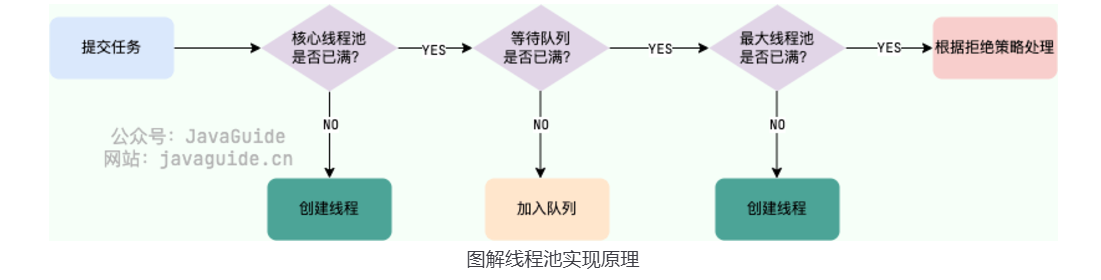 提交任务
核心线程池
是否已满?
YES
等待队列
是否已满?
YES
最大线程池
是否已满?
YES
根据拒绝策略处理
NO
NO
NO
公众号: JavaGuide
网站: javaguide.cn
创建线程
加入队列
创建线程
图解线程池实现原理